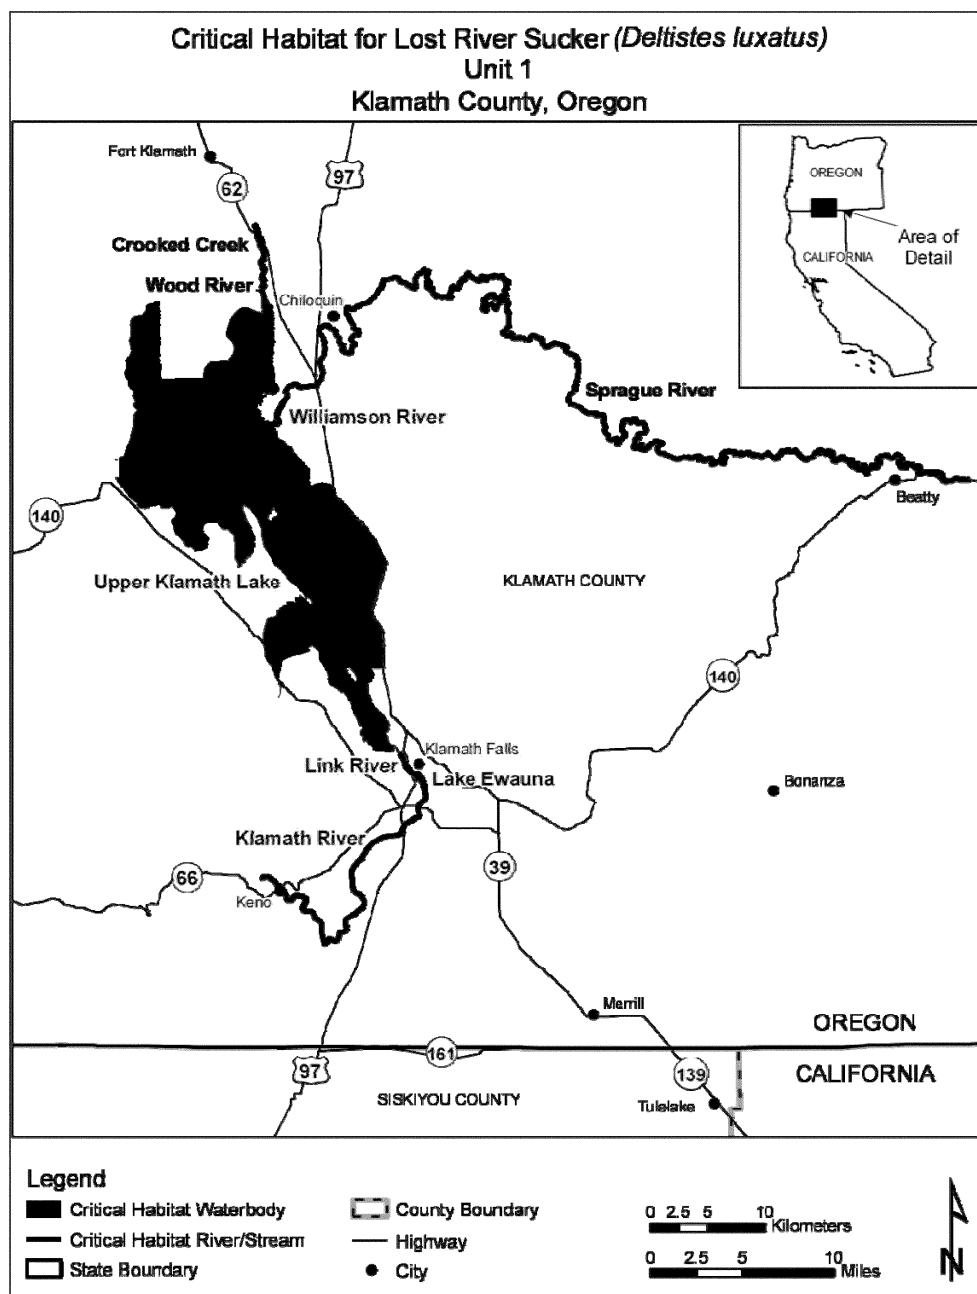 Critical Habitat for Lost River Sucker (Deltistes luxatus)
Unit 1
Klamath County, Oregon
Fort Klamath
62
97
OREGON
Area of
Detail
CALIFORNIA
Crooked Creek
Wood River
Chiloquin
Sprague River
Williamson River
140
Beatty
Upper Klamath Lake
KLAMATH COUNTY
140
Klamath Falls
Link River
Lake Ewauna
Bonanza
Klamath River
39
66
Keno
Merrill
OREGON
161
97
139
CALIFORNIA
SISKIYOU COUNTY
Tulelake
Legend
Critical Habitat Waterbody
Critical Habitat River/Stream
State Boundary
County Boundary
Highway
City
0 2.5 5 10
Kilometers
0 2.5 5 10
Miles
N